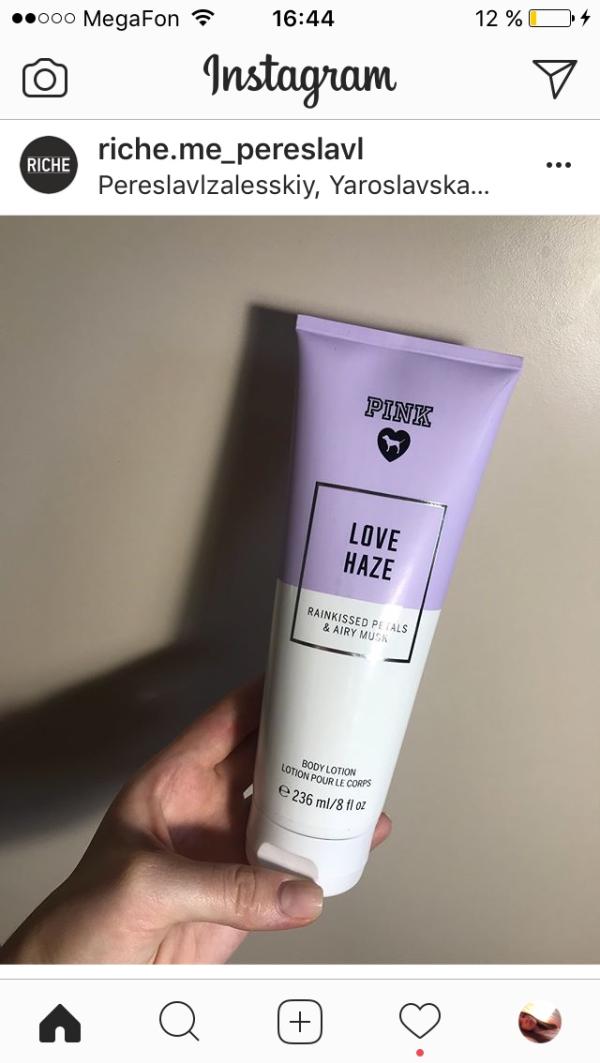 MegaFon 16:44 12 %
Instagram
RICHE
riche.me_pereslavl
Pereslavlzalesskiy, Yaroslavska...
PINK
LOVE
HAZE
RAINKISSED PETALS
& AIRY MUSK
BODY LOTION
LOTION POUR LE CORPS
℮ 236 ml/8 fl oz